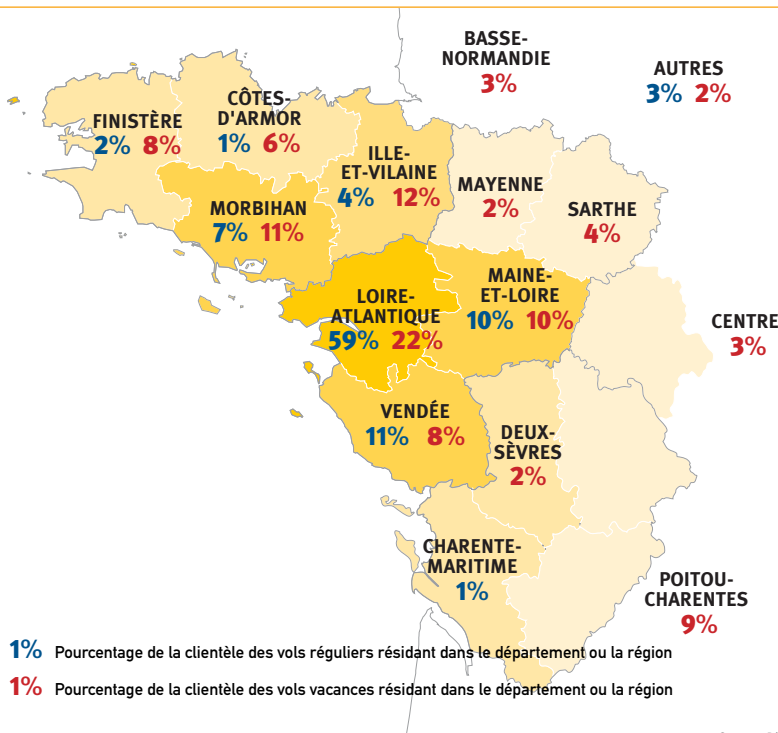 BASSE-
NORMANDIE
3%
AUTRES
3% 2%
CÔTES-
D'ARMOR
1% 6%
FINISTÈRE
2% 8%
ILLE-
ET-VILAINE
4% 12%
MAYENNE
2%
SARTHE
4%
MORBIHAN
7% 11%
MAINE-
ET-LOIRE
10% 10%
LOIRE-
ATLANTIQUE
59% 22%
CENTRE
3%
VENDÉE
11% 8%
DEUX-
SÈVRES
2%
CHARENTE-
MARITIME
1%
POITOU-
CHARENTES
9%
1% Pourcentage de la clientèle des vols réguliers résidant dans le département ou la région
1% Pourcentage de la clientèle des vols vacances résidant dans le département ou la région